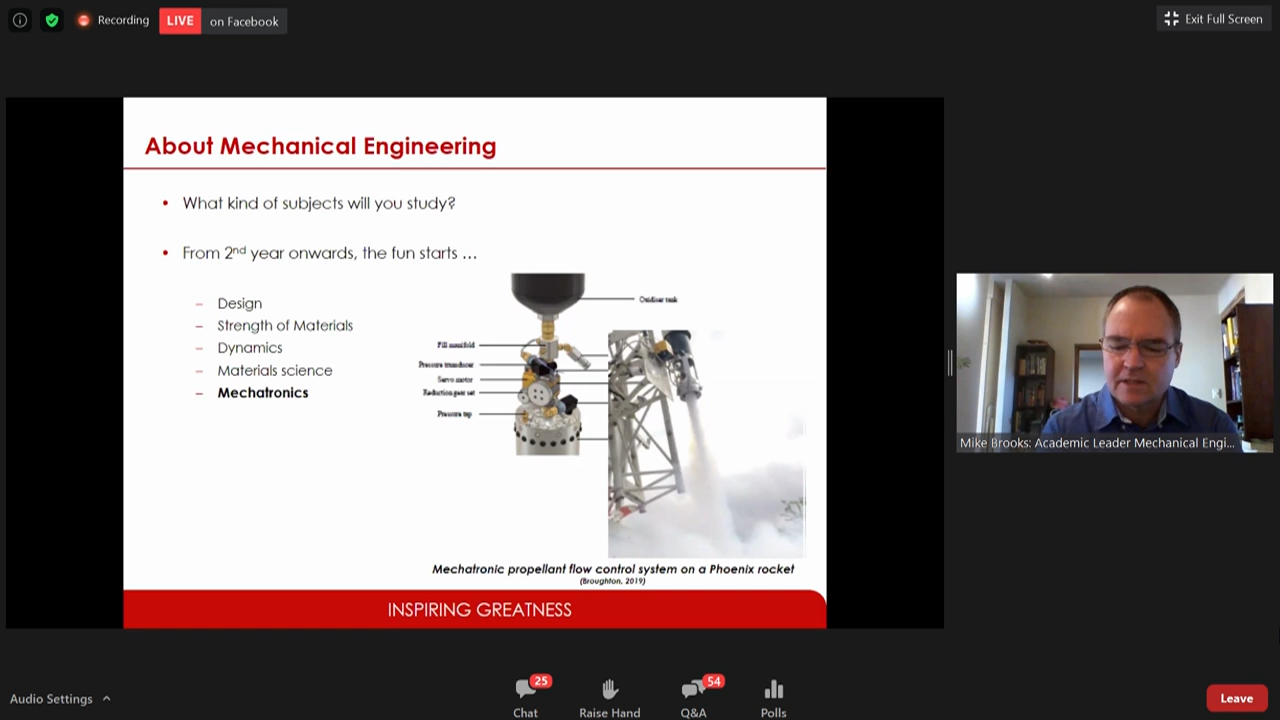 Recording
LIVE on Facebook
Exit Full Screen
About Mechanical Engineering
• What kind of subjects will you study?
• From 2nd year onwards, the fun starts …
– Design
– Strength of Materials
– Dynamics
– Materials science
– Mechatronics
Oxidiser tank
Fill manifold
Pressure transducer
Servo motor
Reduction gear set
Pressure tap
Mechatronic propellant flow control system on a Phoenix rocket
(Broughton, 2019)
INSPIRING GREATNESS
Mike Brooks: Academic Leader Mechanical Engi...
Audio Settings
25
Chat
Raise Hand
54
Q&A
Polls
Leave